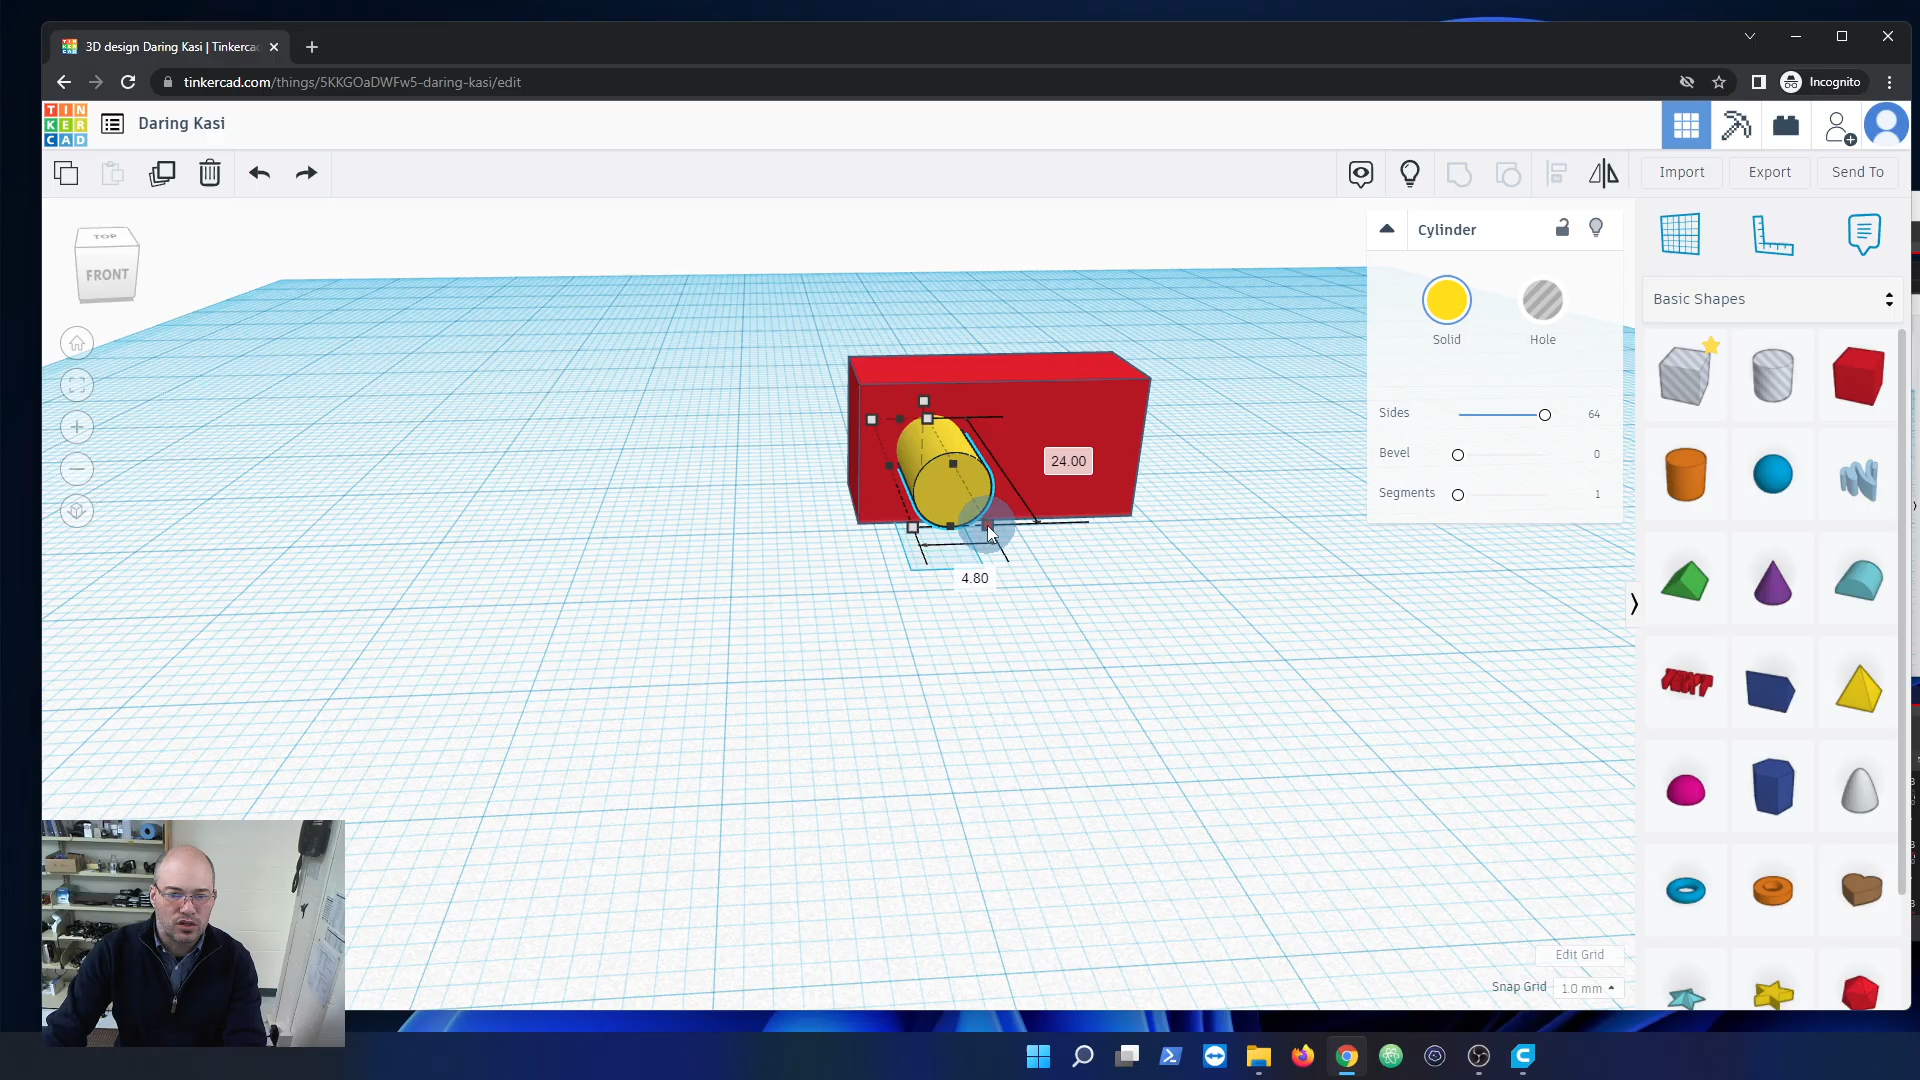 3D design Daring Kasi | Tinkerca
tinkercad.com/things/5KKGOaDWFw5-daring-kasi/edit
Incognito
TIN
KER
CAD
Daring Kasi
Import
Export
Send To
TOP
FRONT
Cylinder
Solid
Hole
Sides
64
Bevel
0
Segments
1
Basic Shapes
TEXT
24.00
4.80
Edit Grid
Snap Grid
1.0 mm